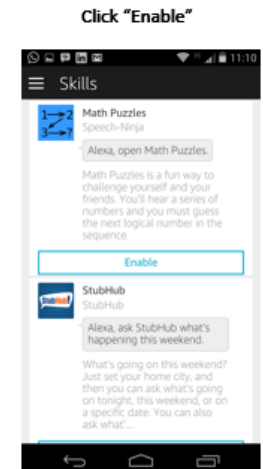 Click “Enable”
11:10
Skills
1→2
3→?
Math Puzzles
Speech-Ninja
Alexa, open Math Puzzles.
Math Puzzles is a fun way to
challenge yourself and your
friends. You'll hear a series of
numbers and you must guess
the next logical number in the
sequence.
Enable
StubHub
StubHub
StubHub
Alexa, ask StubHub what's
happening this weekend.
What's going on this weekend?
Just set your home city, and
then you can ask what's going
on tonight, this weekend, or on
a specific date. You can also
ask what'...